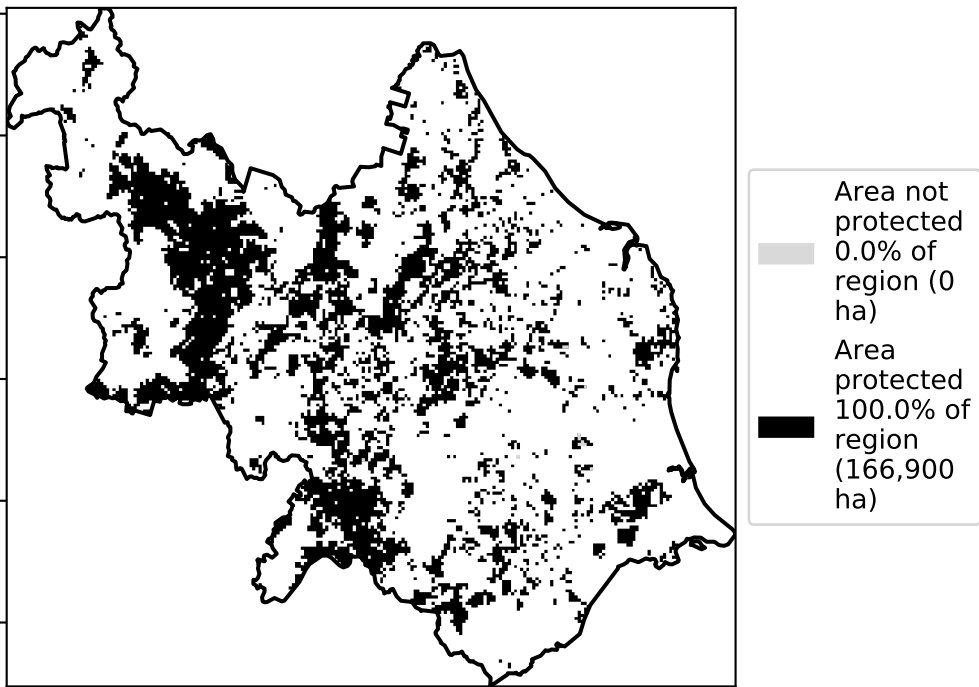 Area not
protected
0.0% of
region (0
ha)
Area
protected
100.0% of
region
(166,900
ha)